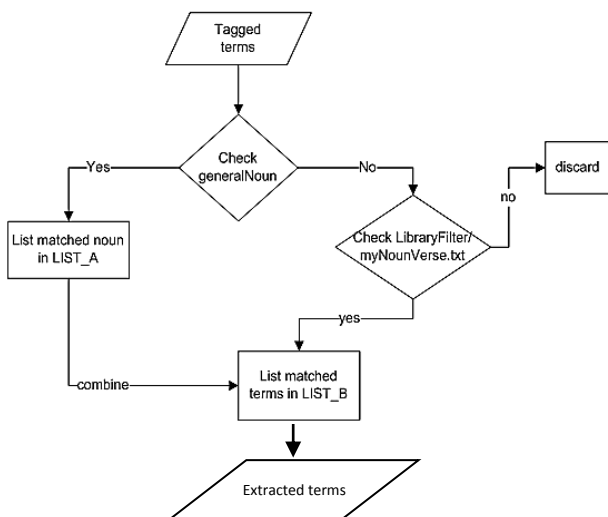 Tagged
terms
Check
generalNoun
Yes
No
discard
no
List matched noun
in LIST_A
Check LibraryFilter/
myNounVerse.txt
yes
combine
List matched
terms in LIST_B
Extracted terms